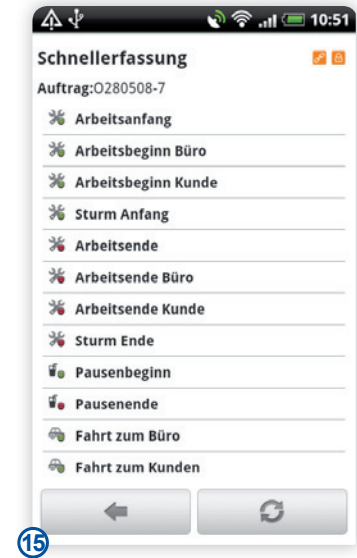 10:51
Schnellerfassung
Auftrag:O280508-7
Arbeitsanfang
Arbeitsbeginn Büro
Arbeitsbeginn Kunde
Sturm Anfang
Arbeitsende
Arbeitsende Büro
Arbeitsende Kunde
Sturm Ende
Pausenbeginn
Pausenende
Fahrt zum Büro
Fahrt zum Kunden
15